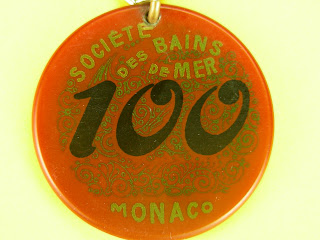 SOCIÉTÉ
DES BAINS
DE MER
100
MONACO